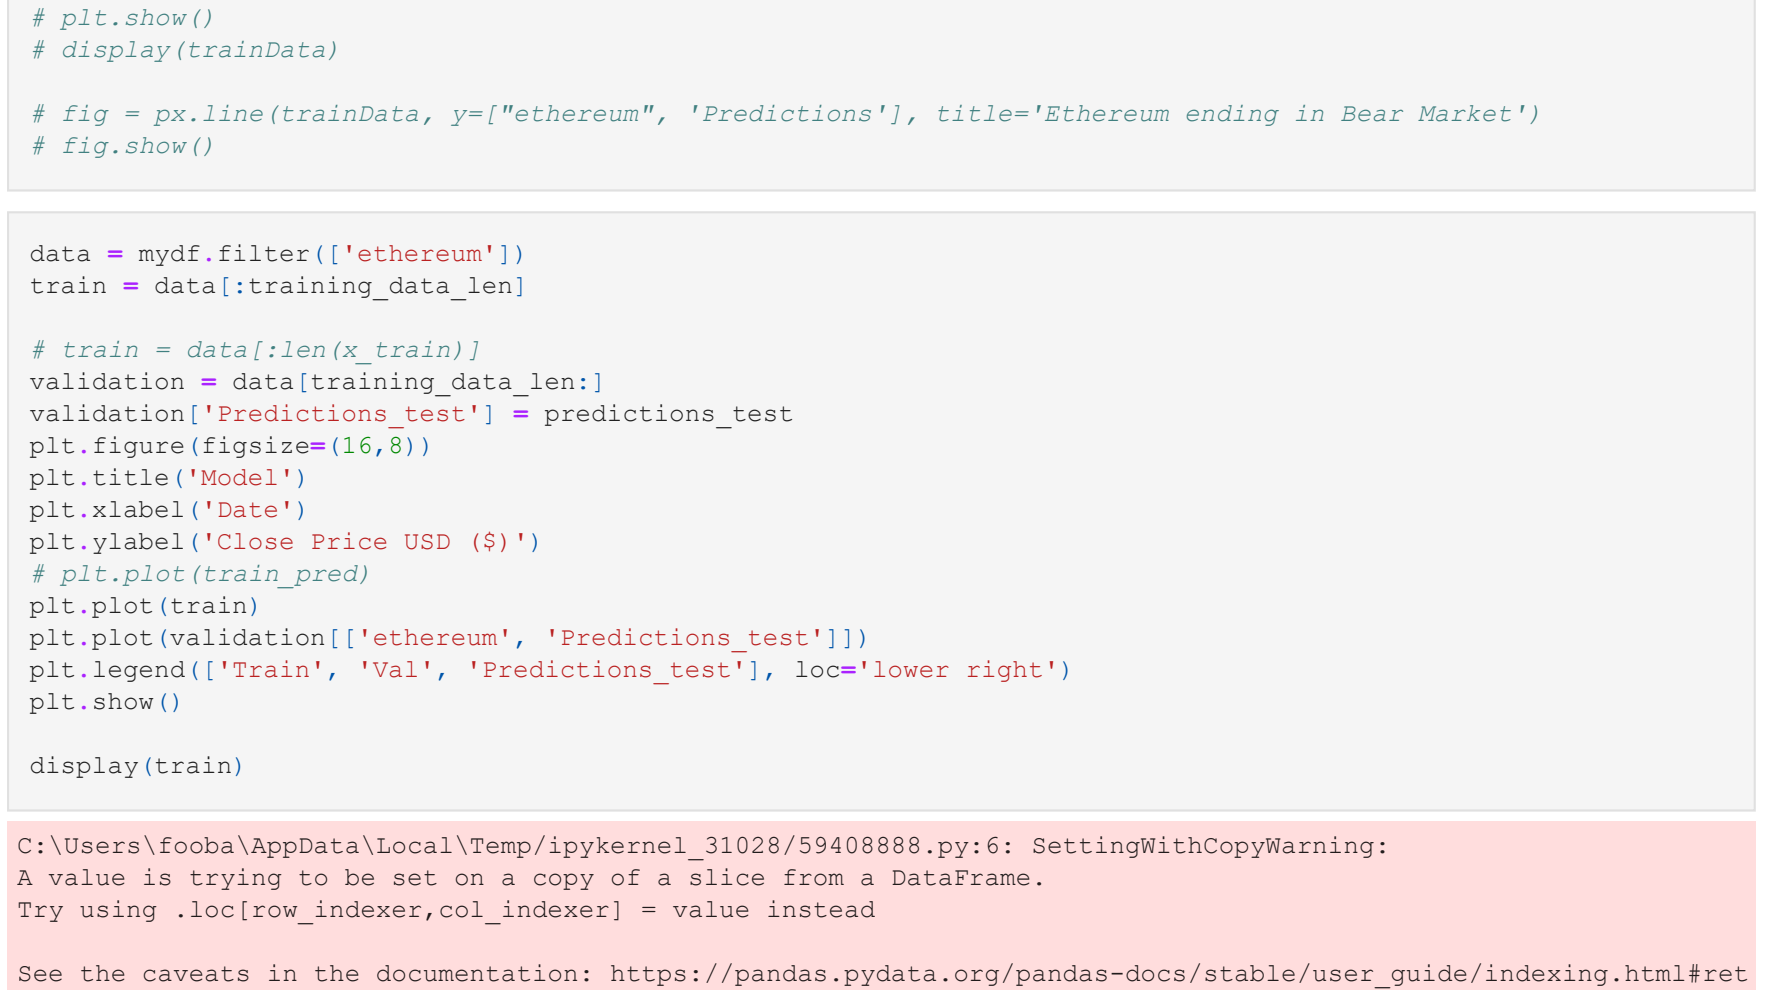 # plt.show()
# display(trainData)
# fig = px.line(trainData, y=["ethereum", 'Predictions'], title='Ethereum ending in Bear Market')
# fig.show()
data = mydf.filter(['ethereum'])
train = data[:training_data_len]
# train = data[:len(x_train)]
validation = data[training_data_len:]
validation['Predictions_test'] = predictions_test
plt.figure(figsize=(16,8))
plt.title('Model')
plt.xlabel('Date')
plt.ylabel('Close Price USD ($)')
# plt.plot(train_pred)
plt.plot(train)
plt.plot(validation[['ethereum', 'Predictions_test']])
plt.legend(['Train', 'Val', 'Predictions_test'], loc='lower right')
plt.show()
display(train)
C:\Users\fooba\AppData\Local\Temp/ipykernel_31028/59408888.py:6: SettingWithCopyWarning:
A value is trying to be set on a copy of a slice from a DataFrame.
Try using .loc[row_indexer,col_indexer] = value instead
See the caveats in the documentation: https://pandas.pydata.org/pandas-docs/stable/user_guide/indexing.html#ret